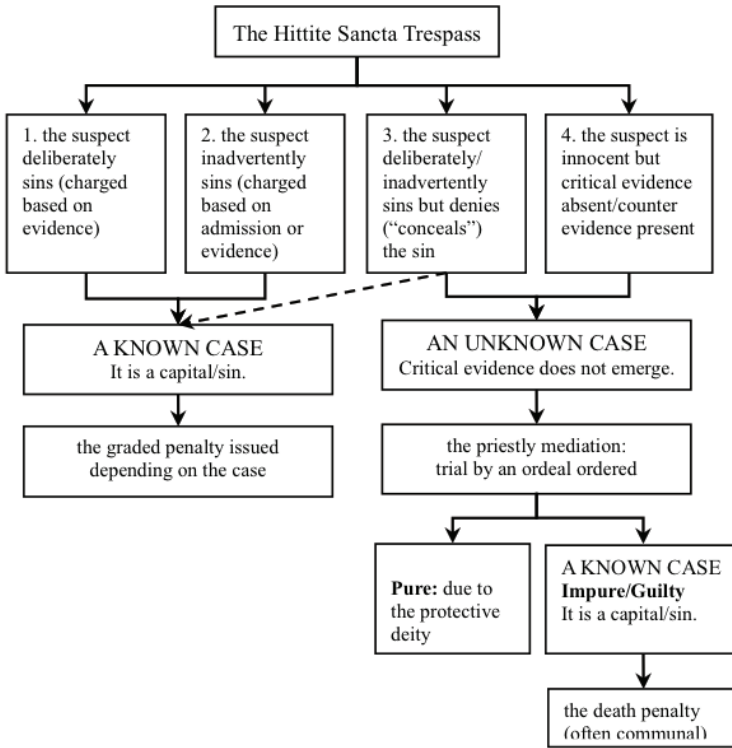 The Hittite Sancta Trespass
1. the suspect
deliberately
sins (charged
based on
evidence)
2. the suspect
inadvertently
sins (charged
based on
admission or
evidence)
3. the suspect
deliberately/
inadvertently
sins but denies
(“conceals”)
the sin
4. the suspect is
innocent but
critical evidence
absent/counter
evidence present
A KNOWN CASE
It is a capital/sin.
AN UNKNOWN CASE
Critical evidence does not emerge.
the graded penalty issued
depending on the case
the priestly mediation:
trial by an ordeal ordered
Pure: due to
the protective
deity
A KNOWN CASE
Impure/Guilty
It is a capital/sin.
the death penalty
(often communal)